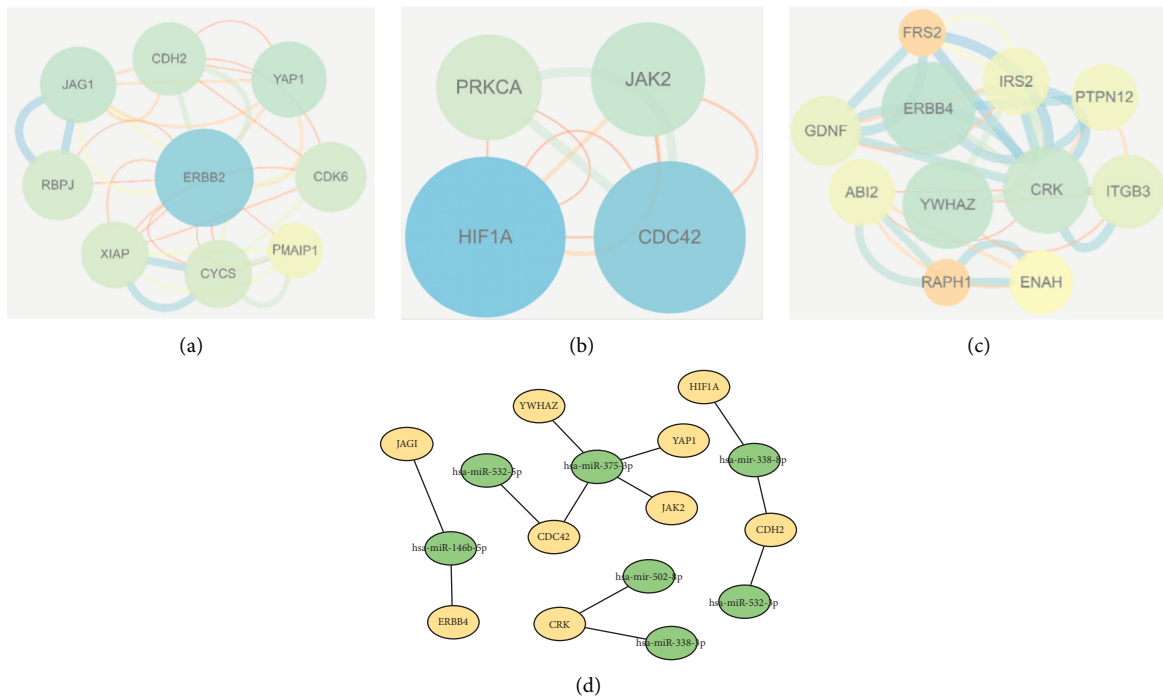 CDH2
JAG1
YAP1
ERBB2
RBPJ
CDK6
XIAP
CYCS
PMAIP1
PRKCA
JAK2
HIF1A
CDC42
FRS2
IRS2
ERBB4
PTPN12
GDNF
ABI2
YWHAZ
CRK
ITGB3
RAPH1
ENAH
(a)
(b)
(c)
HIF1A
YWHAZ
JAGI
YAP1
hsa-miR-532-5p
hsa-miR-375-3p
hsa-mir-338-8p
JAK2
CDC42
CDH2
hsa-miR-146b-5p
hsa-mir-502-8p
hsa-miR-532-3p
ERBB4
CRK
hsa-miR-338-3p
(d)